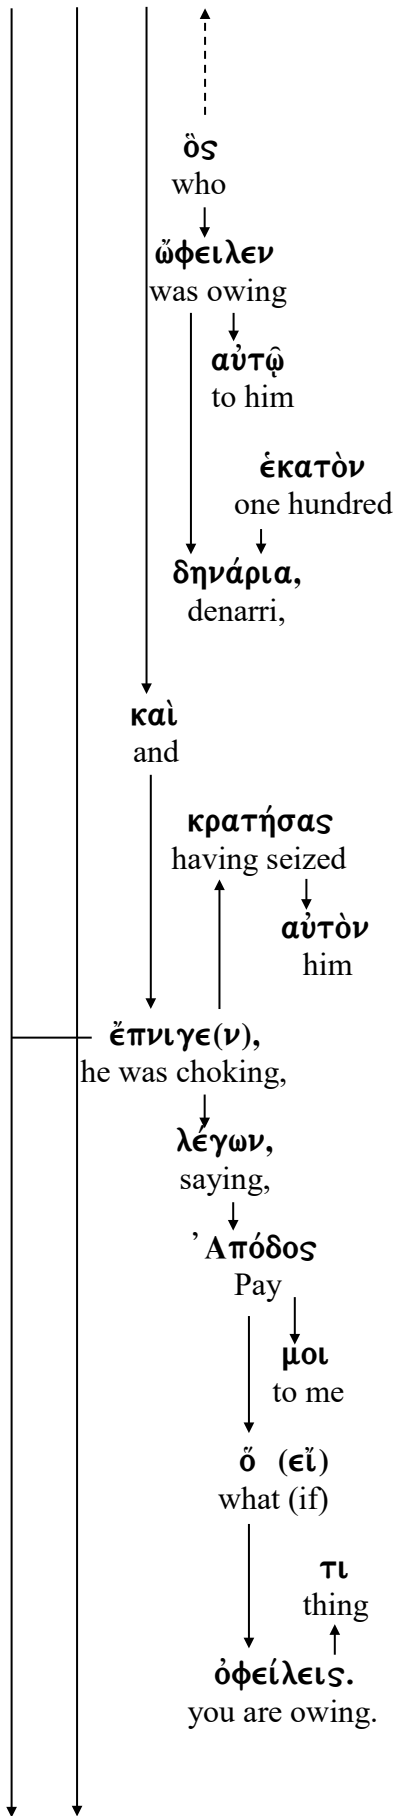 ὃς
who
ὤφειλεν
was owing
αὐτῷ
to him
ἑκατὸν
one hundred
δηνάρια,
denarri,
καὶ
and
κρατήσας
having seized
αὐτὸν
him
ἔπνιγε(ν),
he was choking,
λέγων,
saying,
Ἀπόδος
Pay
μοι
to me
ὅ (εἴ)
what (if)
τι
thing
ὀφείλεις.
you are owing.